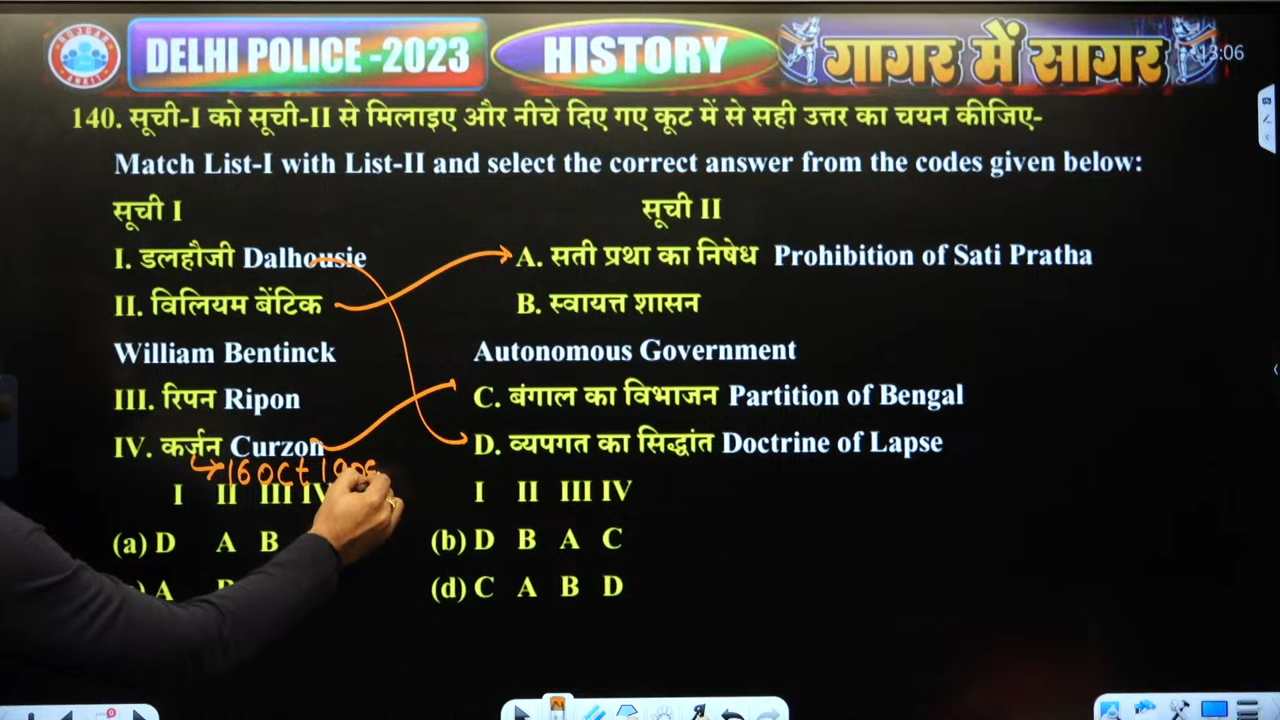 ROJGAR
ANKIT
DELHI POLICE -2023
HISTORY
गागर में सागर
13:06
140. सूची-I को सूची-II से मिलाइए और नीचे दिए गए कूट में से सही उत्तर का चयन कीजिए-
Match List-I with List-II and select the correct answer from the codes given below:
सूची I सूची II
I. डलहौजी Dalhousie A. सती प्रथा का निषेध Prohibition of Sati Pratha
II. विलियम बेंटिक B. स्वायत्त शासन
William Bentinck Autonomous Government
III. रिपन Ripon C. बंगाल का विभाजन Partition of Bengal
IV. कर्जन Curzon D. व्यपगत का सिद्धांत Doctrine of Lapse
16 Oct
I II III IV I II III IV
(a) D A B (b) D B A C
A (d) C A B D